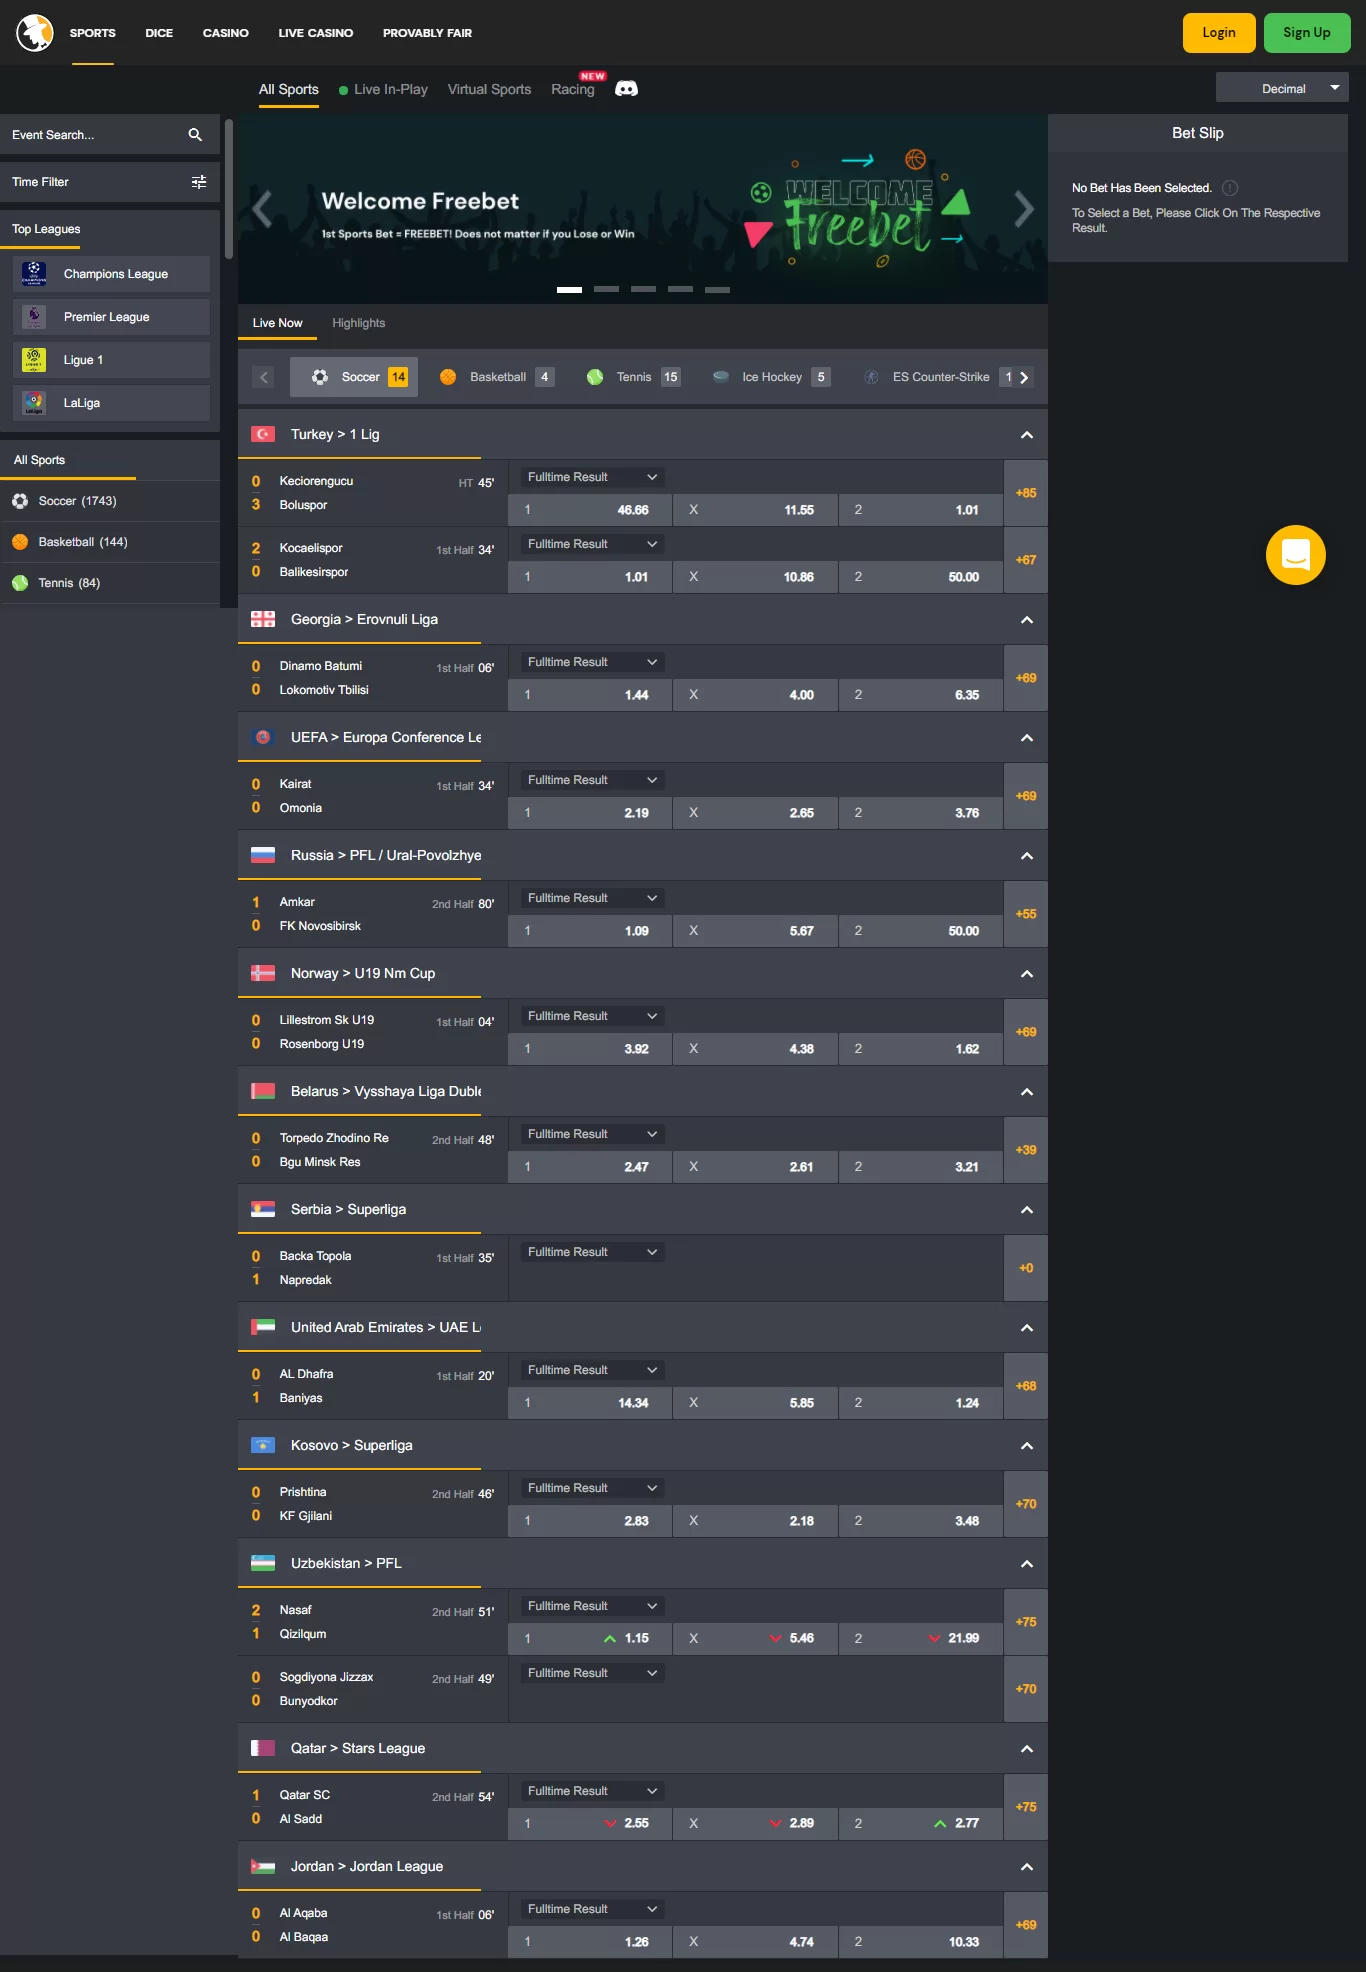 SPORTS DICE CASINO LIVE CASINO PROVABLY FAIR Login Sign Up
All Sports Live In-Play Virtual Sports Racing NEW Decimal
Event Search...
Time Filter
Top Leagues
Champions League
Premier League
Ligue 1
LaLiga
All Sports
Soccer (1743)
Basketball (144)
Tennis (84)
Welcome Freebet
1st Sports Bet = FREEBET! Does not matter if you Lose or Win
WELCOME
Freebet
Live Now Highlights
Soccer 14 Basketball 4 Tennis 15 Ice Hockey 5 ES Counter-Strike 1
Turkey > 1 Lig
0 Keciorengucu HT 45'
3 Boluspor
Fulltime Result
1 46.66 X 11.55 2 1.01
+85
2 Kocaelispor 1st Half 34'
0 Balikesirspor
Fulltime Result
1 1.01 X 10.86 2 50.00
+67
Georgia > Erovnuli Liga
0 Dinamo Batumi 1st Half 06'
0 Lokomotiv Tbilisi
Fulltime Result
1 1.44 X 4.00 2 6.35
+69
UEFA > Europa Conference Le
0 Kairat 1st Half 34'
0 Omonia
Fulltime Result
1 2.19 X 2.65 2 3.76
+69
Russia > PFL / Ural-Povolzhye
1 Amkar 2nd Half 80'
0 FK Novosibirsk
Fulltime Result
1 1.09 X 5.67 2 50.00
+55
Norway > U19 Nm Cup
0 Lillestrom Sk U19 1st Half 04'
0 Rosenborg U19
Fulltime Result
1 3.92 X 4.38 2 1.62
+69
Belarus > Vysshaya Liga Duble
0 Torpedo Zhodino Re 2nd Half 48'
0 Bgu Minsk Res
Fulltime Result
1 2.47 X 2.61 2 3.21
+39
Serbia > Superliga
0 Backa Topola 1st Half 35'
1 Napredak
Fulltime Result
+0
United Arab Emirates > UAE L
0 AL Dhafra 1st Half 20'
1 Baniyas
Fulltime Result
1 14.34 X 5.85 2 1.24
+68
Kosovo > Superliga
0 Prishtina 2nd Half 46'
0 KF Gjilani
Fulltime Result
1 2.83 X 2.18 2 3.48
+70
Uzbekistan > PFL
2 Nasaf 2nd Half 51'
1 Qizilqum
Fulltime Result
1 1.15 X 5.46 2 21.99
+75
0 Sogdiyona Jizzax 2nd Half 49'
0 Bunyodkor
Fulltime Result
+70
Qatar > Stars League
1 Qatar SC 2nd Half 54'
0 Al Sadd
Fulltime Result
1 2.55 X 2.89 2 2.77
+75
Jordan > Jordan League
0 Al Aqaba 1st Half 06'
0 Al Baqaa
Fulltime Result
1 1.26 X 4.74 2 10.33
+69
Bet Slip
No Bet Has Been Selected.
To Select a Bet, Please Click On The Respective
Result.